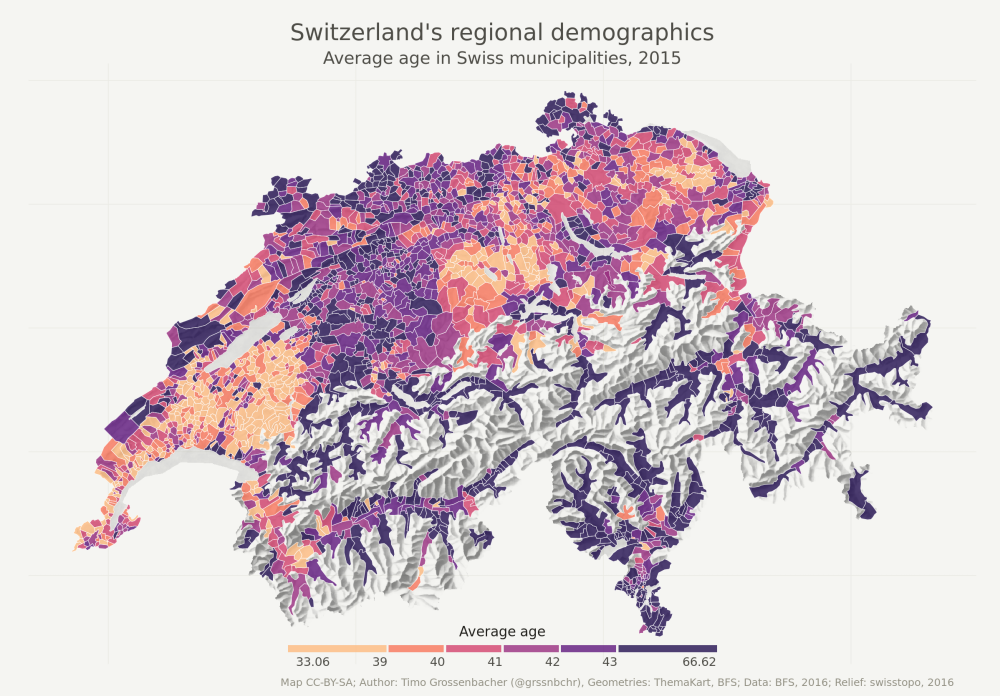 Switzerland's regional demographics
Average age in Swiss municipalities, 2015
Average age
33.06 39 40 41 42 43 66.62
Map CC-BY-SA; Author: Timo Grossenbacher (@grssnbchr), Geometries: ThemaKart, BFS; Data: BFS, 2016; Relief: swisstopo, 2016